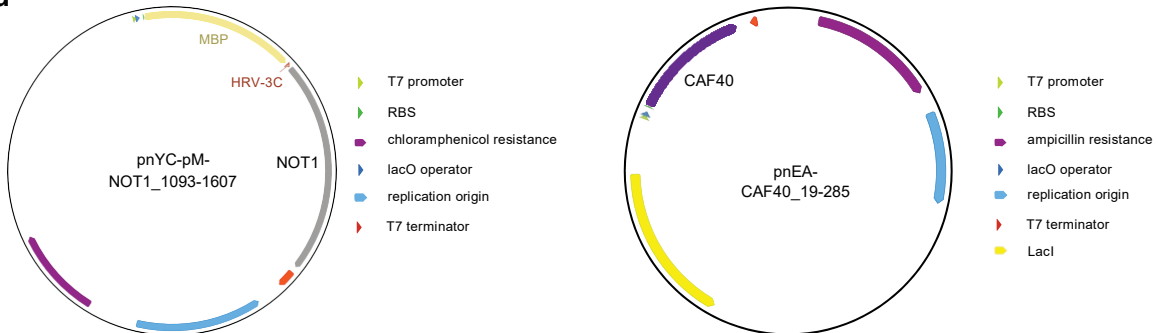 MBP
HRV-3C
NOT1
pnYC-pM-
NOT1_1093-1607
T7 promoter
RBS
chloramphenicol resistance
lacO operator
replication origin
T7 terminator
CAF40
pnEA-
CAF40_19-285
T7 promoter
RBS
ampicillin resistance
lacO operator
replication origin
T7 terminator
LacI